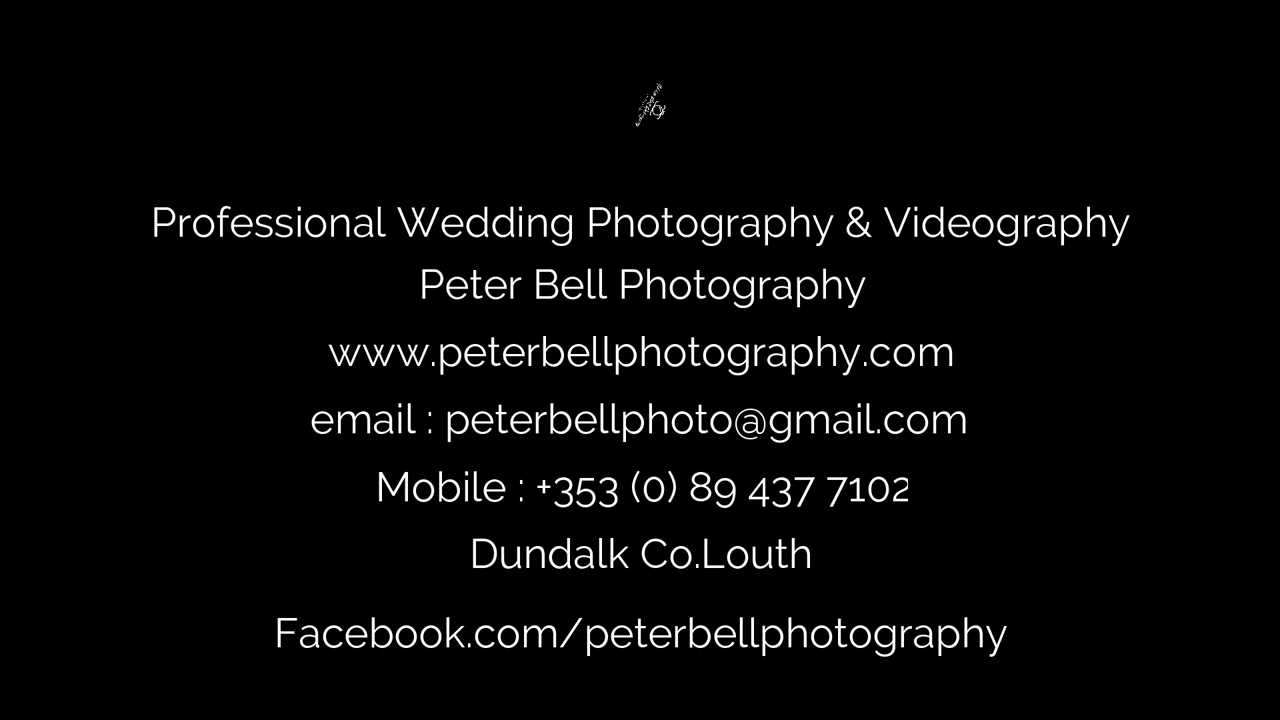 Professional Wedding Photography & Videography
Peter Bell Photography
www.peterbellphotography.com
email : peterbellphoto@gmail.com
Mobile : +353 (0) 89 437 7102
Dundalk Co.Louth
Facebook.com/peterbellphotography